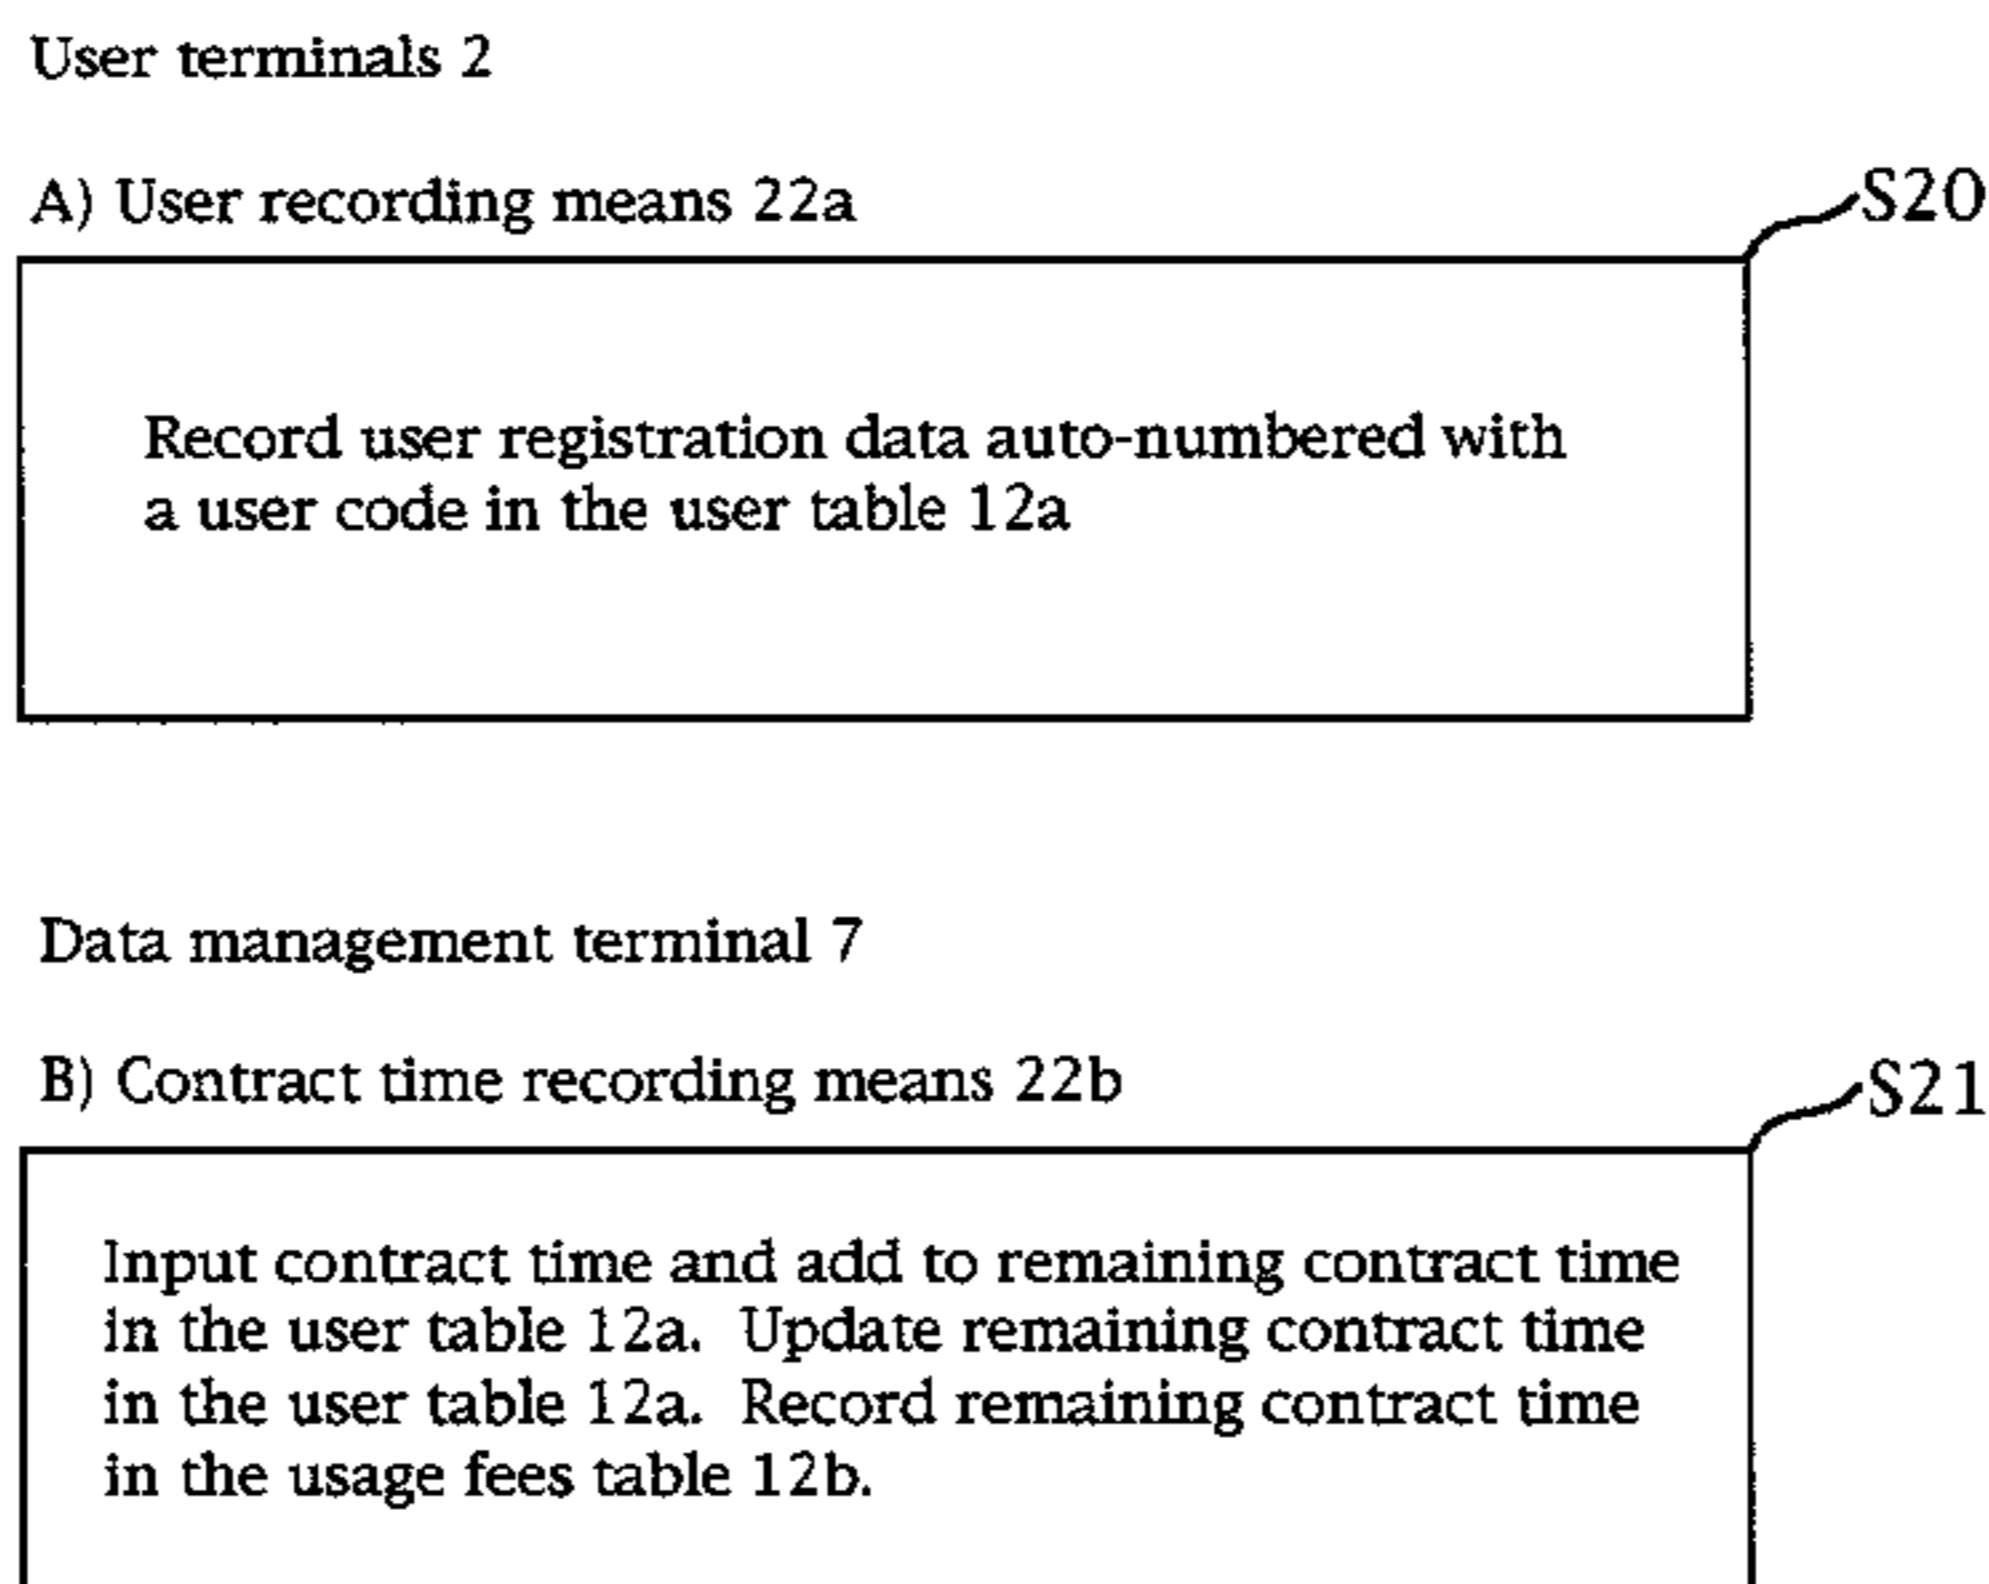 User terminals 2
A) User recording means 22a
S20
Record user registration data auto-numbered with
a user code in the user table 12a
Data management terminal 7
B) Contract time recording means 22b
S21
Input contract time and add to remaining contract time
in the user table 12a.  Update remaining contract time
in the user table 12a.  Record remaining contract time
in the usage fees table 12b.